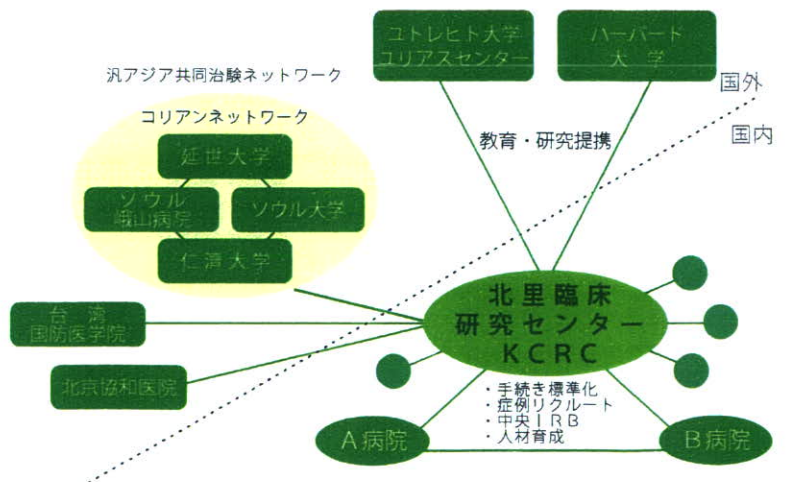 ユトレヒト大学
ユリアスセンター
ハーバード
大学
国外
国内
汎アジア共同治験ネットワーク
コリアンネットワーク
延世大学
ソウル
峨山病院
ソウル大学
仁濟大学
教育・研究提携
台湾
国防医学院
北京協和医院
北里臨床
研究センター
KCRC
・手続き標準化
・症例リクルート
・中央IRB
・人材育成
A病院
B病院